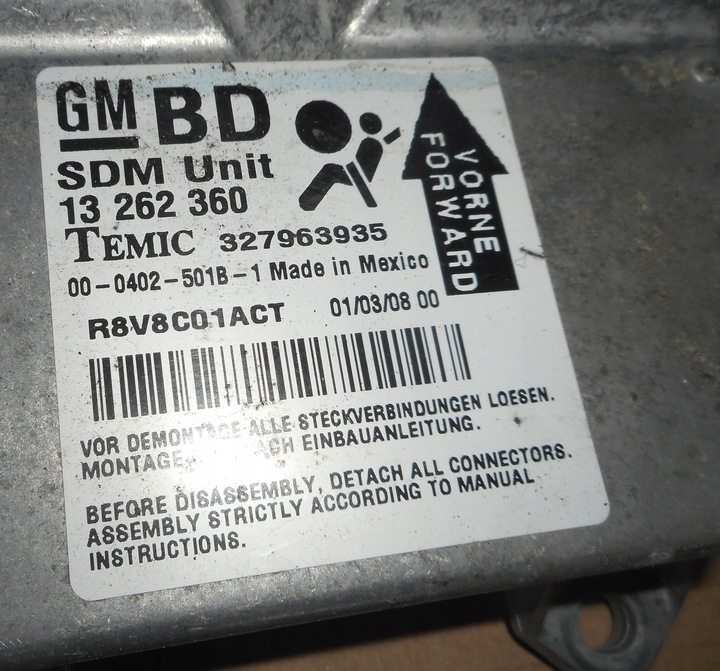 GM BD
SDM Unit
13 262 360
TEMIC 327963935
00-0402-501B-1 Made in Mexico
R8V8C01ACT 01/03/08 00
VORNE
FORWARD
VOR DEMONTAGE ALLE STECKVERBINDUNGEN LOESEN.
MONTAGE EINBAUANLEITUNG.
BEFORE DISASSEMBLY, DETACH ALL CONNECTORS.
ASSEMBLY STRICTLY ACCORDING TO MANUAL
INSTRUCTIONS.